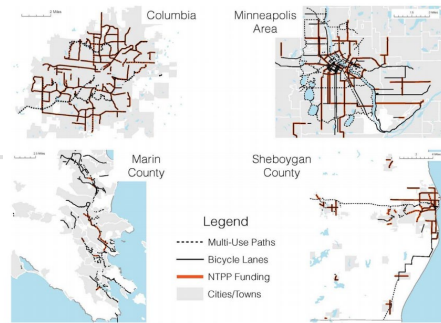 Columbia
Minneapolis
Area
Marin
County
Sheboygan
County
Legend
Multi-Use Paths
Bicycle Lanes
NTPP Funding
Cities/Towns